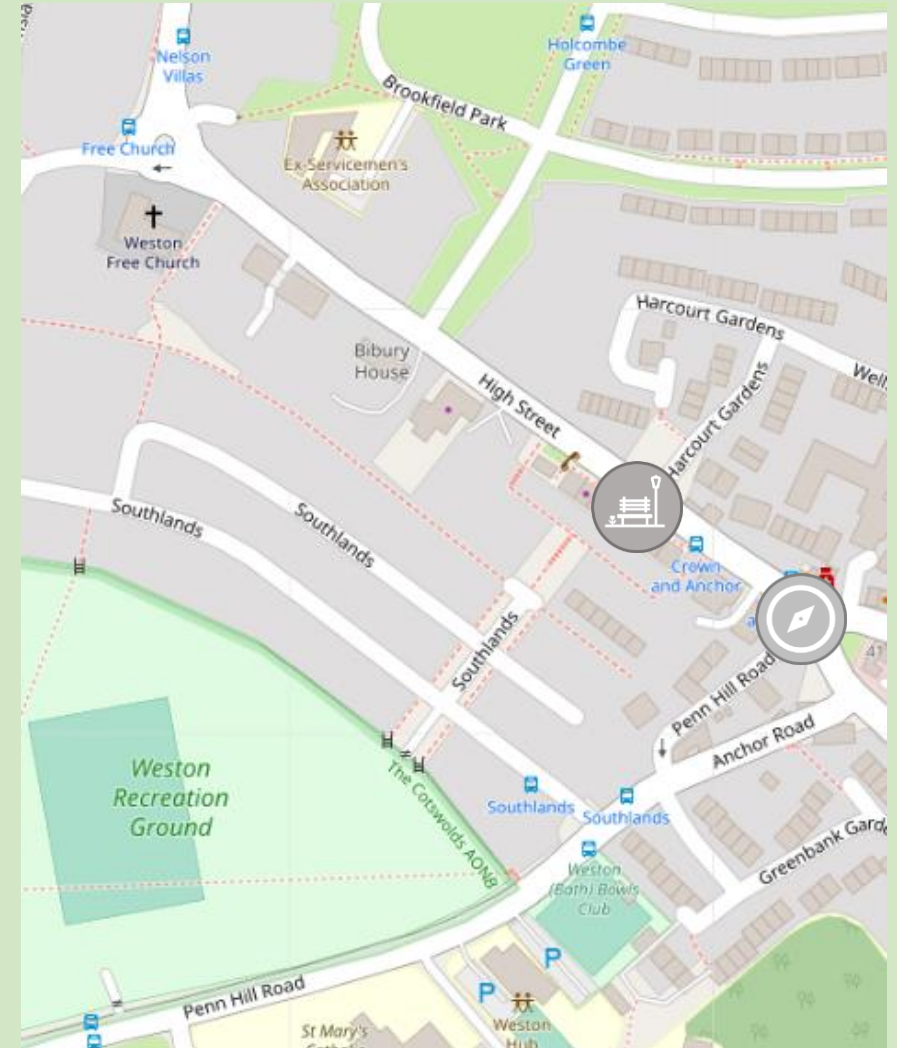 Nelson
Villas
Holcombe
Green
Brookfield Park
Free Church
Ex-Servicemen's
Association
Weston
Free Church
Harcourt Gardens
Bibury
House
High Street
Harcourt Gardens
Southlands
Southlands
Crown
and Anchor
Southlands
41
Penn Hill Road
Anchor Road
Weston
Recreation
Ground
The Cotswolds AONB
Southlands
Southlands
Greenbank
Weston
(Bath) Bowls
Club
P
P
Penn Hill Road
Weston
Hub
St Mary's